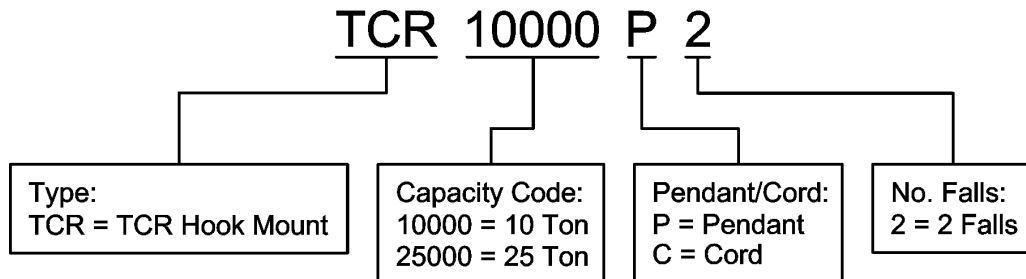 TCR 10000 P 2
Type:
TCR = TCR Hook Mount
Capacity Code:
10000 = 10 Ton
25000 = 25 Ton
Pendant/Cord:
P = Pendant
C = Cord
No. Falls:
2 = 2 Falls